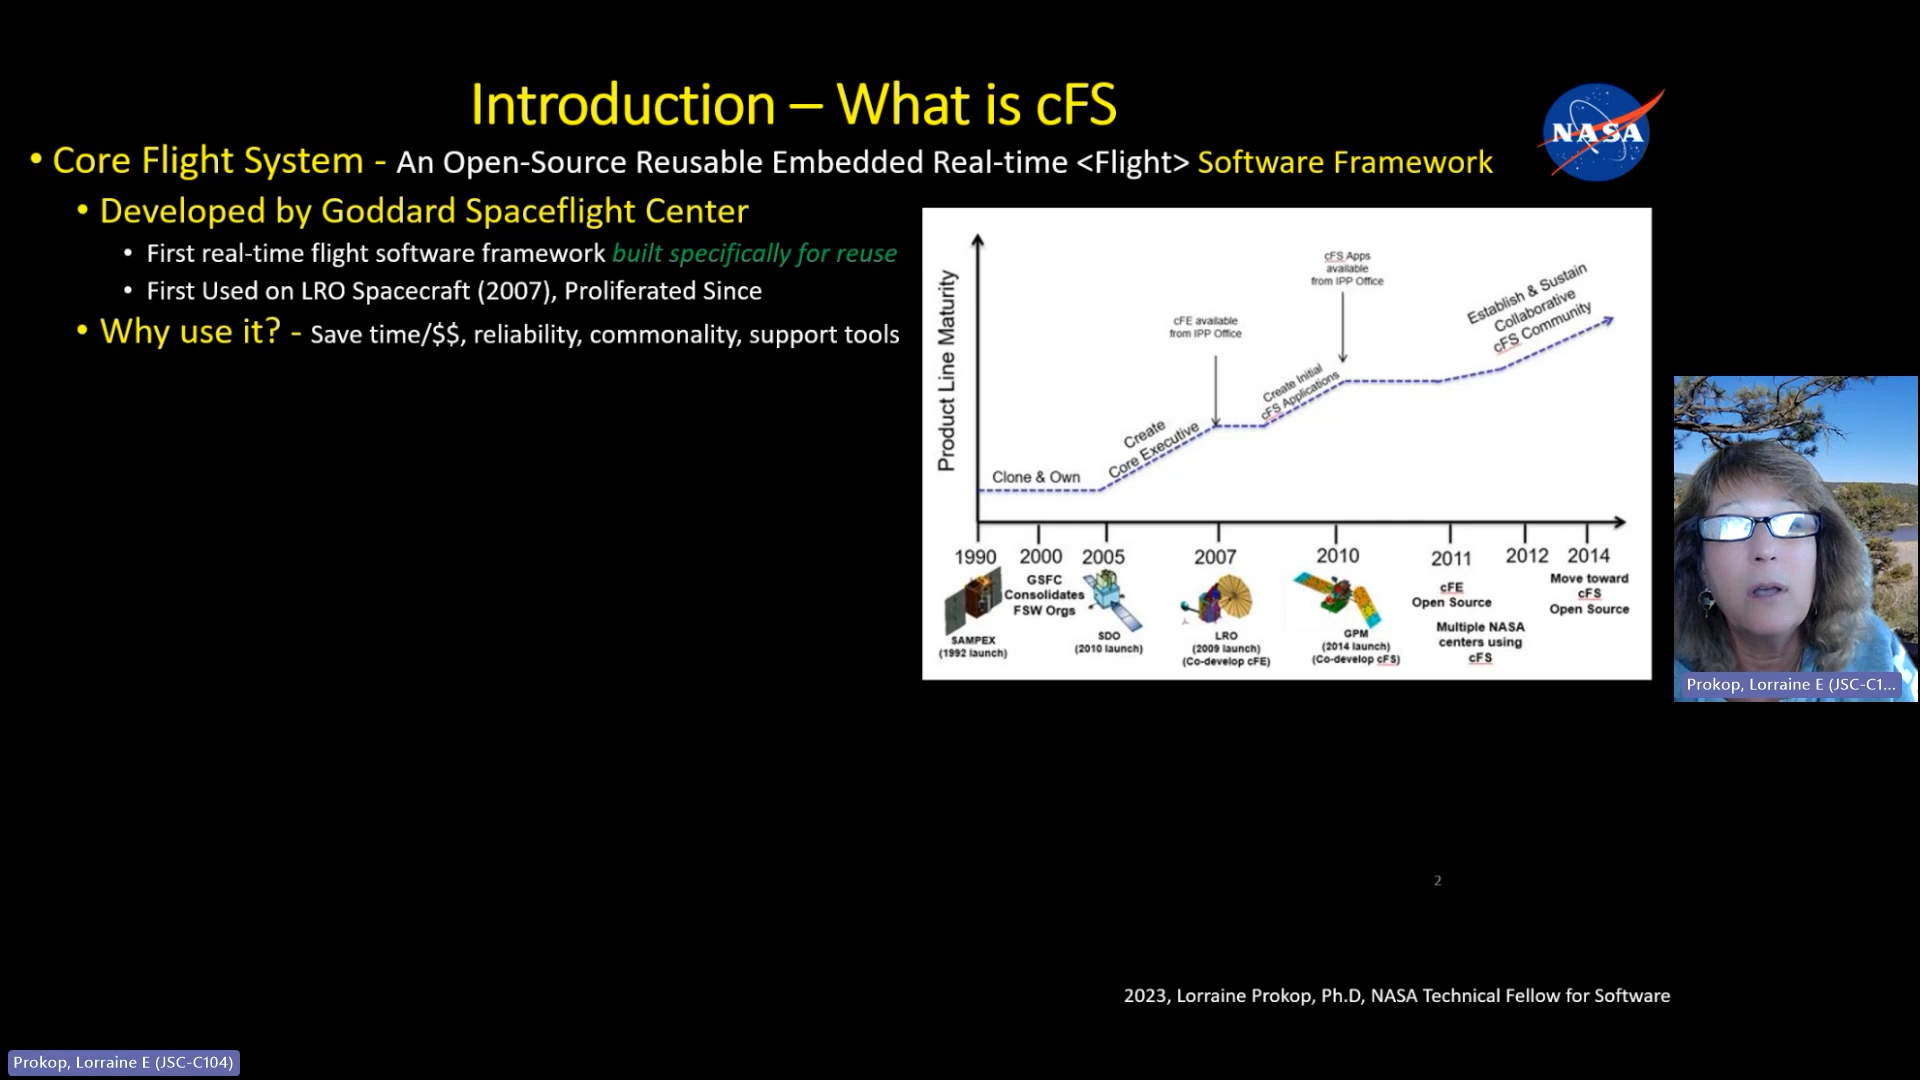 Introduction – What is cFS
NASA
• Core Flight System - An Open-Source Reusable Embedded Real-time <Flight> Software Framework
• Developed by Goddard Spaceflight Center
• First real-time flight software framework built specifically for reuse
• First Used on LRO Spacecraft (2007), Proliferated Since
• Why use it? - Save time/$$, reliability, commonality, support tools
Product Line Maturity
Clone & Own
Create
Core Executive
cFE available
from IPP Office
Create Initial
cFS Applications
cFS Apps
available
from IPP Office
Establish & Sustain
Collaborative
cFS Community
1990 2000 2005 2007 2010 2011 2012 2014
SAMPEX
(1992 launch)
GSFC
Consolidates
FSW Orgs
SDO
(2010 launch)
LRO
(2009 launch)
(Co-develop cFE)
GPM
(2014 launch)
(Co-develop cFS)
cFE
Open Source
Multiple NASA
centers using
cFS
Move toward
cFS
Open Source
Prokop, Lorraine E (JSC-C1...
2
2023, Lorraine Prokop, Ph.D, NASA Technical Fellow for Software
Prokop, Lorraine E (JSC-C104)